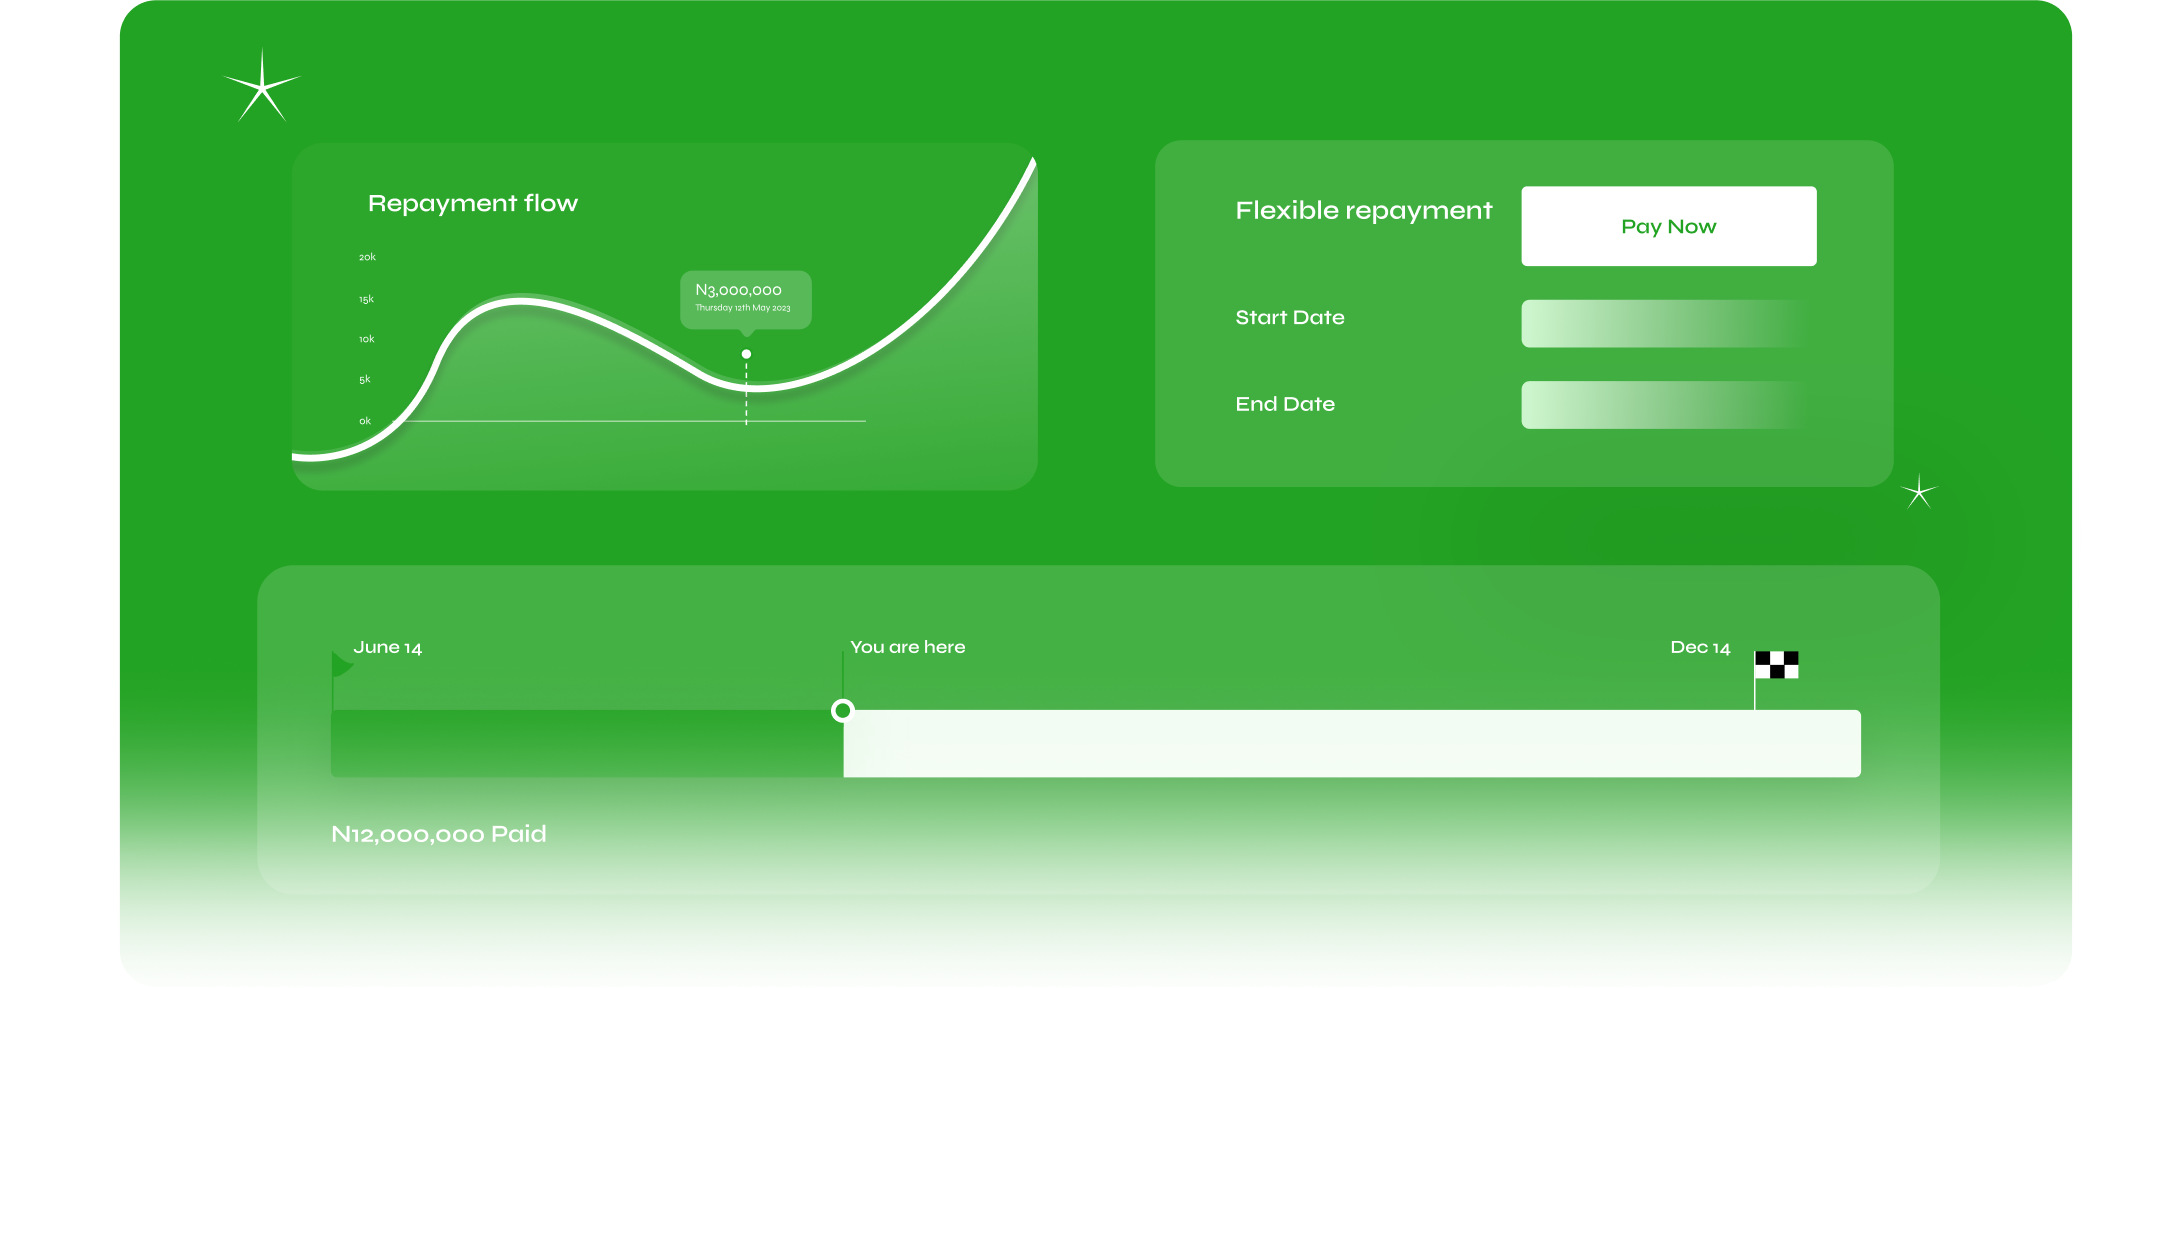 Repayment flow
20k
15k
10k
5k
0k
N3,000,000
Thursday 12th May 2023
Flexible repayment
Pay Now
Start Date
End Date
June 14
You are here
Dec 14
N12,000,000 Paid